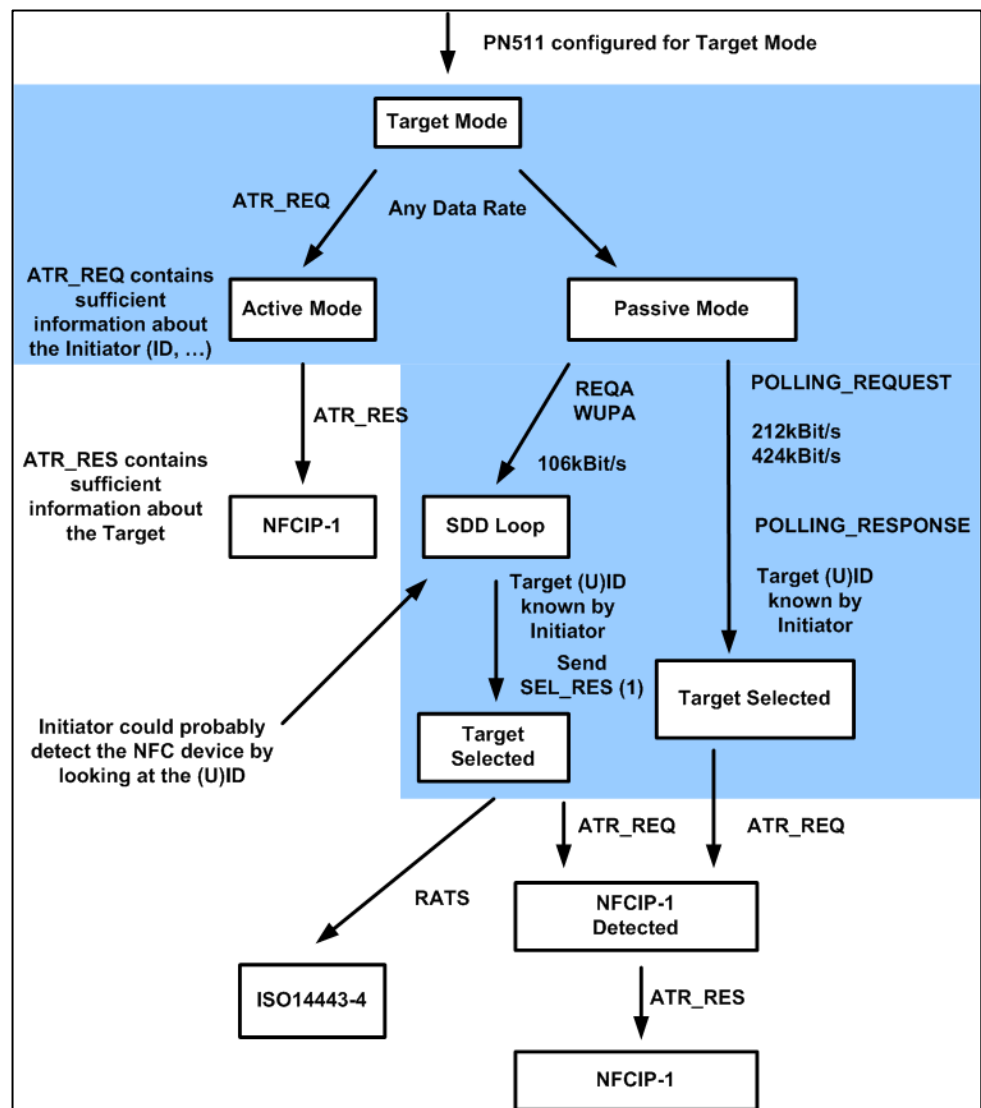 PN511 configured for Target Mode
Target Mode
ATR_REQ
Any Data Rate
ATR_REQ contains
sufficient
information about
the Initiator (ID, …)
Active Mode
Passive Mode
ATR_RES
REQA
WUPA
106kBit/s
POLLING_REQUEST
212kBit/s
424kBit/s
ATR_RES contains
sufficient
information about
the Target
NFCIP-1
SDD Loop
POLLING_RESPONSE
Target (U)ID
known by
Initiator
Target (U)ID
known by
Initiator
Send
SEL_RES (1)
Target Selected
Initiator could probably
detect the NFC device by
looking at the (U)ID
Target
Selected
ATR_REQ
ATR_REQ
RATS
NFCIP-1
Detected
ISO14443-4
ATR_RES
NFCIP-1